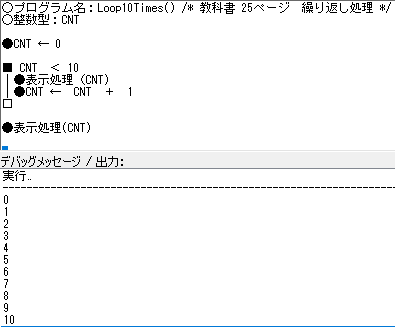 ○プログラム名：Loop10Times() /* 教科書 25ページ　繰り返し処理 */
○整数型：CNT
●CNT ← 0
■ CNT ＜ 10
│●表示処理 (CNT)
│●CNT ←　CNT　＋　1
□
●表示処理(CNT)
デバッグメッセージ / 出力:
実行..
--------------------------------------------------------------------------------
0
1
2
3
4
5
6
7
8
9
10